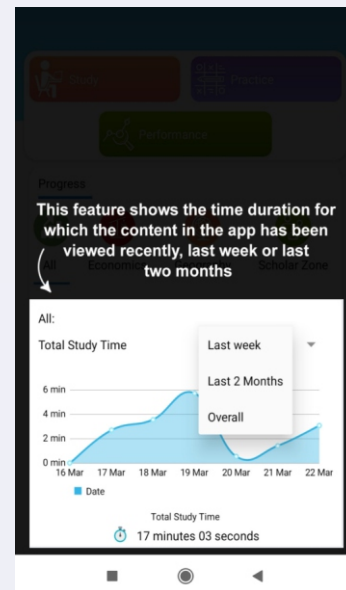 Study
Practice
Performance
Progress
This feature shows the time duration for
which the content in the app has been
viewed recently, last week or last
two months
All
Economics
Scholar Zone
All:
Total Study Time
Last week
Last 2 Months
Overall
6 min
4 min
2 min
0 min
16 Mar 17 Mar 18 Mar 19 Mar 20 Mar 21 Mar 22 Mar
Date
Total Study Time
17 minutes 03 seconds